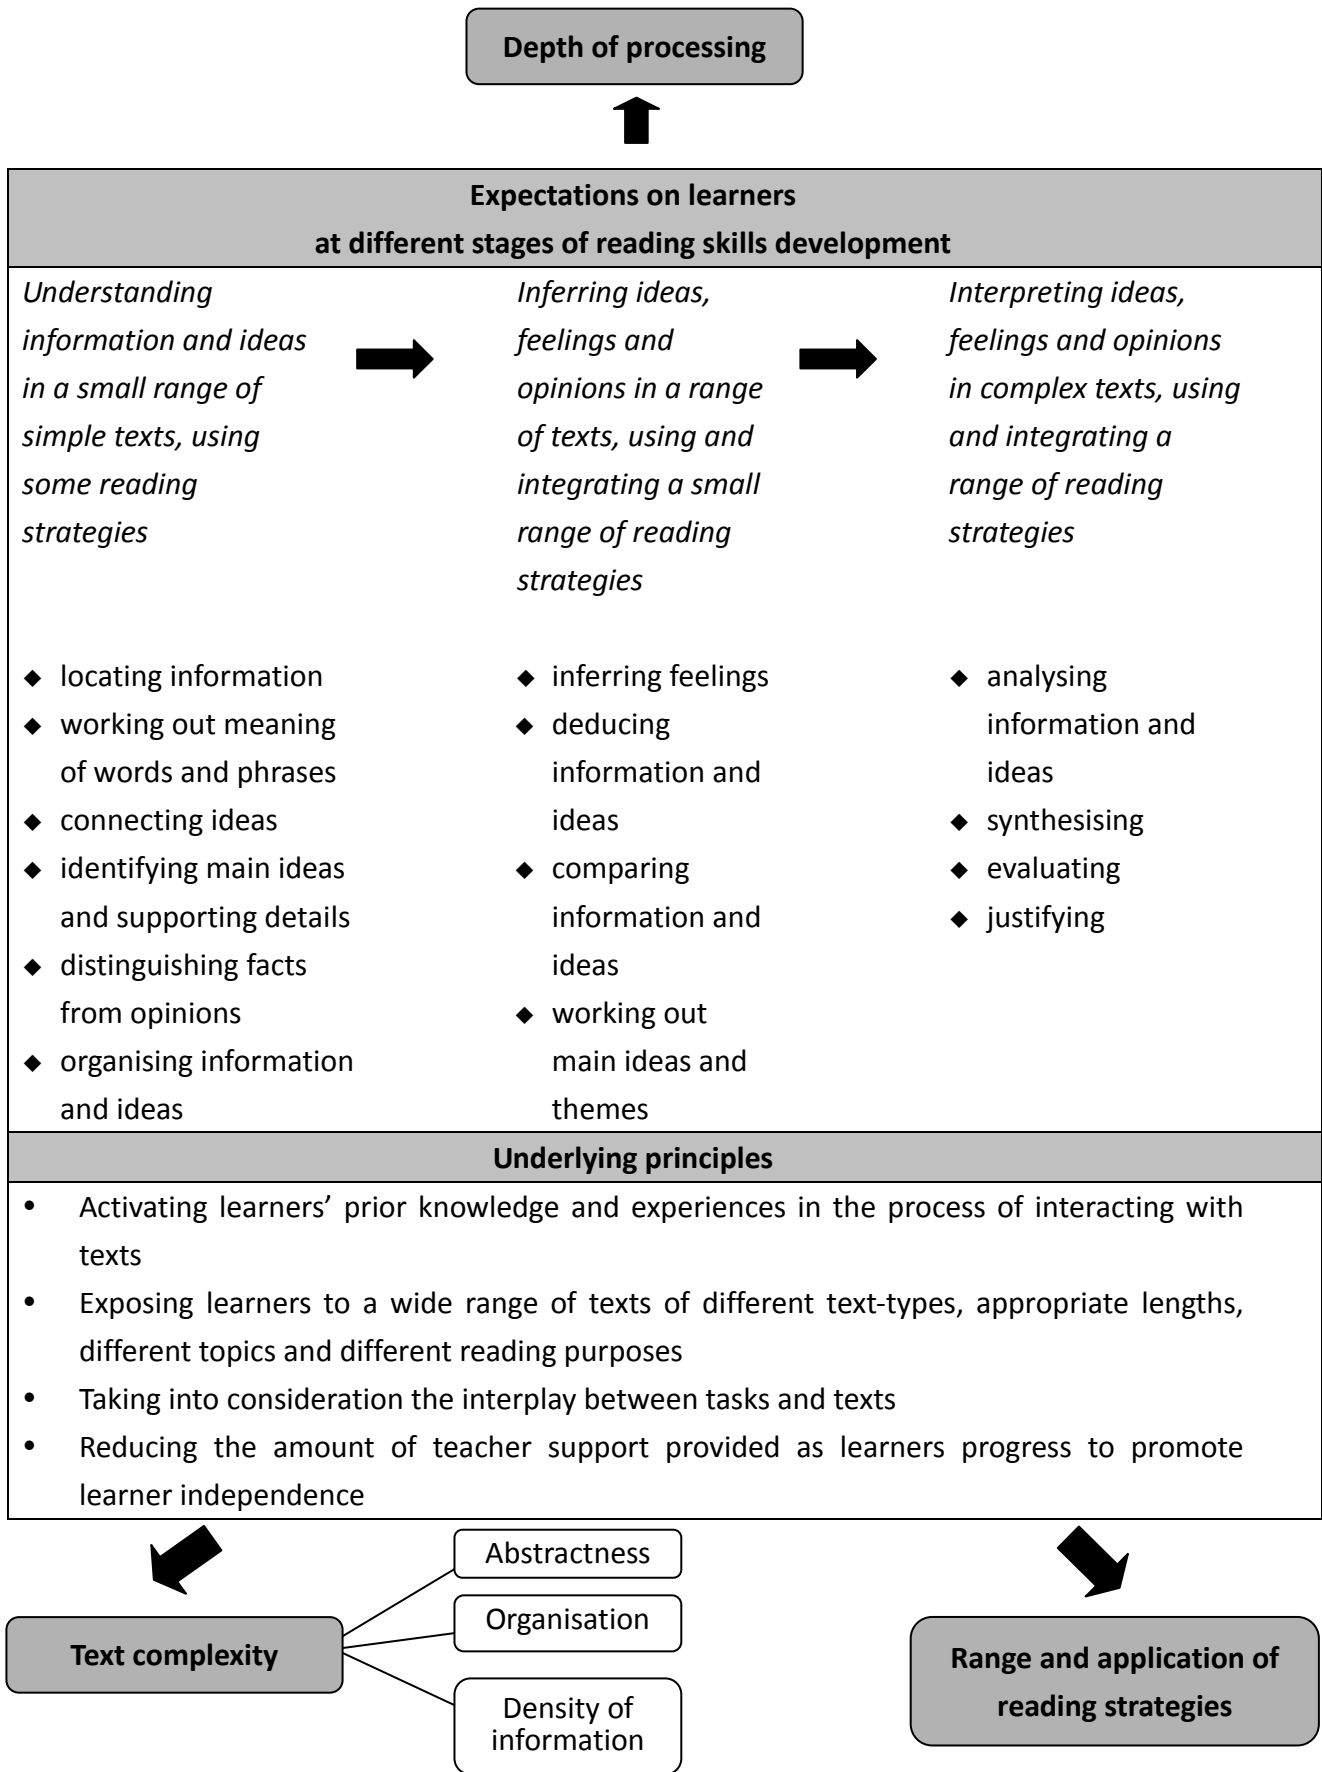 Depth of processing
Expectations on learners
at different stages of reading skills development
Understanding
information and ideas
in a small range of
simple texts, using
some reading
strategies
Inferring ideas,
feelings and
opinions in a range
of texts, using and
integrating a small
range of reading
strategies
Interpreting ideas,
feelings and opinions
in complex texts, using
and integrating a
range of reading
strategies
◆ locating information
◆ working out meaning
of words and phrases
◆ connecting ideas
◆ identifying main ideas
and supporting details
◆ distinguishing facts
from opinions
◆ organising information
and ideas
◆ inferring feelings
◆ deducing
information and
ideas
◆ comparing
information and
ideas
◆ working out
main ideas and
themes
◆ analysing
information and
ideas
◆ synthesising
◆ evaluating
◆ justifying
Underlying principles
• Activating learners’ prior knowledge and experiences in the process of interacting with
texts
• Exposing learners to a wide range of texts of different text-types, appropriate lengths,
different topics and different reading purposes
• Taking into consideration the interplay between tasks and texts
• Reducing the amount of teacher support provided as learners progress to promote
learner independence
Text complexity
Abstractness
Organisation
Density of
information
Range and application of
reading strategies